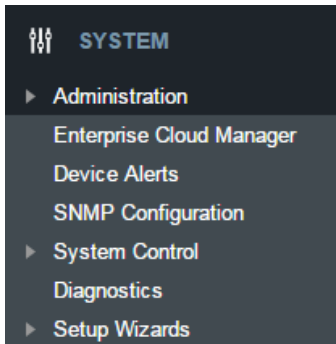 SYSTEM
Administration
Enterprise Cloud Manager
Device Alerts
SNMP Configuration
System Control
Diagnostics
Setup Wizards